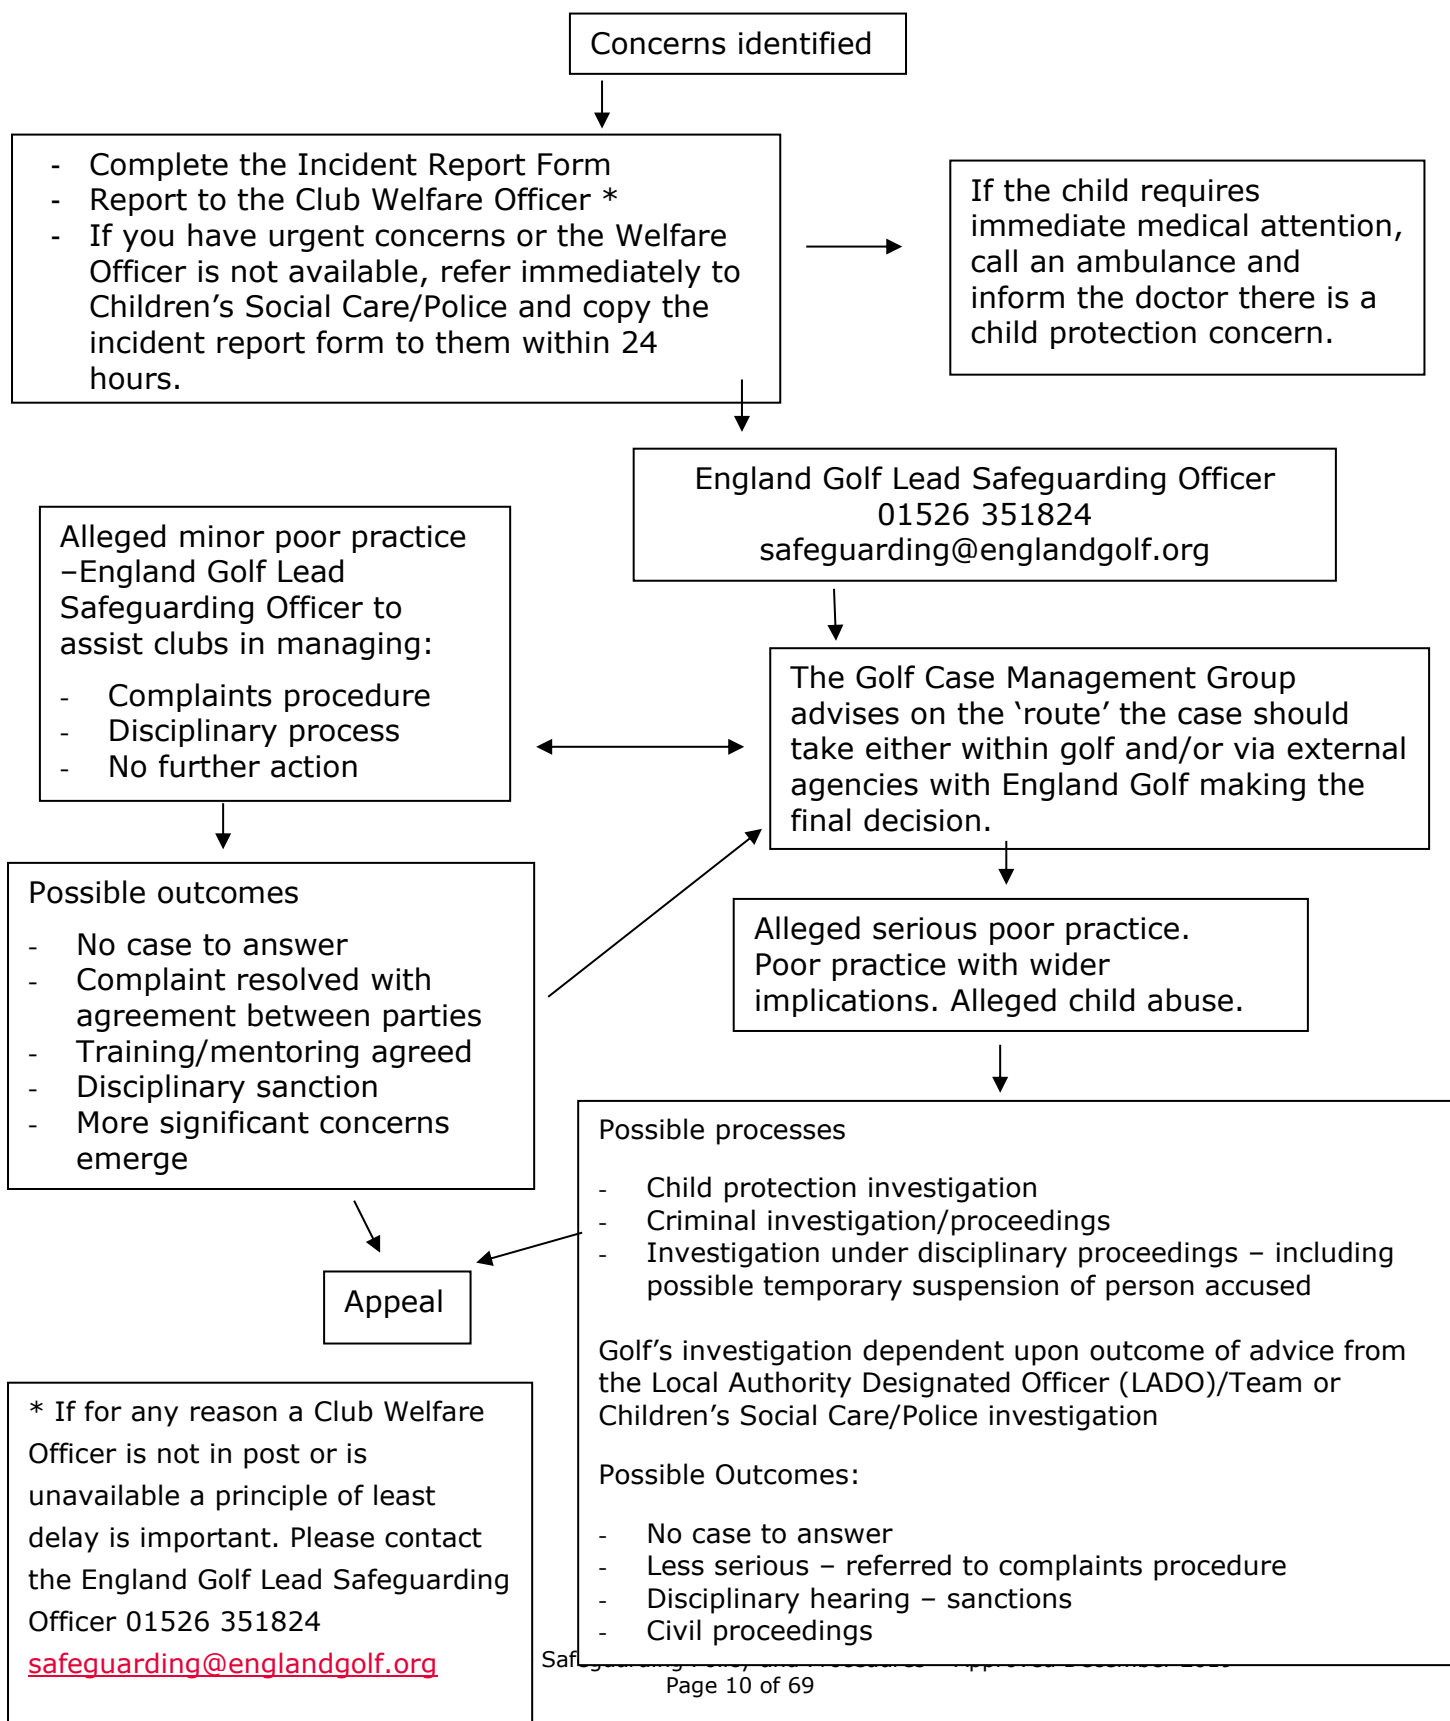 Concerns identified
- Complete the Incident Report Form
- Report to the Club Welfare Officer *
- If you have urgent concerns or the Welfare
Officer is not available, refer immediately to
Children’s Social Care/Police and copy the
incident report form to them within 24
hours.
If the child requires
immediate medical attention,
call an ambulance and
inform the doctor there is a
child protection concern.
England Golf Lead Safeguarding Officer
01526 351824
safeguarding@englandgolf.org
Alleged minor poor practice
–England Golf Lead
Safeguarding Officer to
assist clubs in managing:
- Complaints procedure
- Disciplinary process
- No further action
The Golf Case Management Group
advises on the ‘route’ the case should
take either within golf and/or via external
agencies with England Golf making the
final decision.
Possible outcomes
- No case to answer
- Complaint resolved with
agreement between parties
- Training/mentoring agreed
- Disciplinary sanction
- More significant concerns
emerge
Alleged serious poor practice.
Poor practice with wider
implications. Alleged child abuse.
Possible processes
- Child protection investigation
- Criminal investigation/proceedings
- Investigation under disciplinary proceedings – including
possible temporary suspension of person accused
Golf’s investigation dependent upon outcome of advice from
the Local Authority Designated Officer (LADO)/Team or
Children’s Social Care/Police investigation
Possible Outcomes:
- No case to answer
- Less serious – referred to complaints procedure
- Disciplinary hearing – sanctions
- Civil proceedings
Appeal
* If for any reason a Club Welfare
Officer is not in post or is
unavailable a principle of least
delay is important. Please contact
the England Golf Lead Safeguarding
Officer 01526 351824
safeguarding@englandgolf.org
Safeguarding Policy and Procedures – Approved December
Page 10 of 69